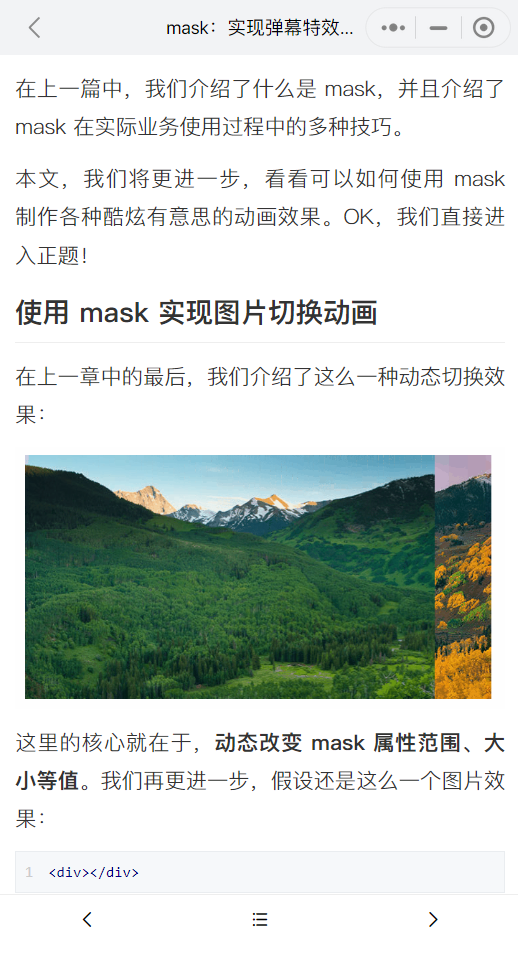 mask：实现弹幕特效...
在上一篇中，我们介绍了什么是 mask，并且介绍了
mask 在实际业务使用过程中的多种技巧。
本文，我们将更进一步，看看可以如何使用 mask
制作各种酷炫有意思的动画效果。OK，我们直接进
入正题！
使用 mask 实现图片切换动画
在上一章中的最后，我们介绍了这么一种动态切换效
果：
这里的核心就在于，动态改变 mask 属性范围、大
小等值。我们再更进一步，假设还是这么一个图片效
果：
1 <div></div>